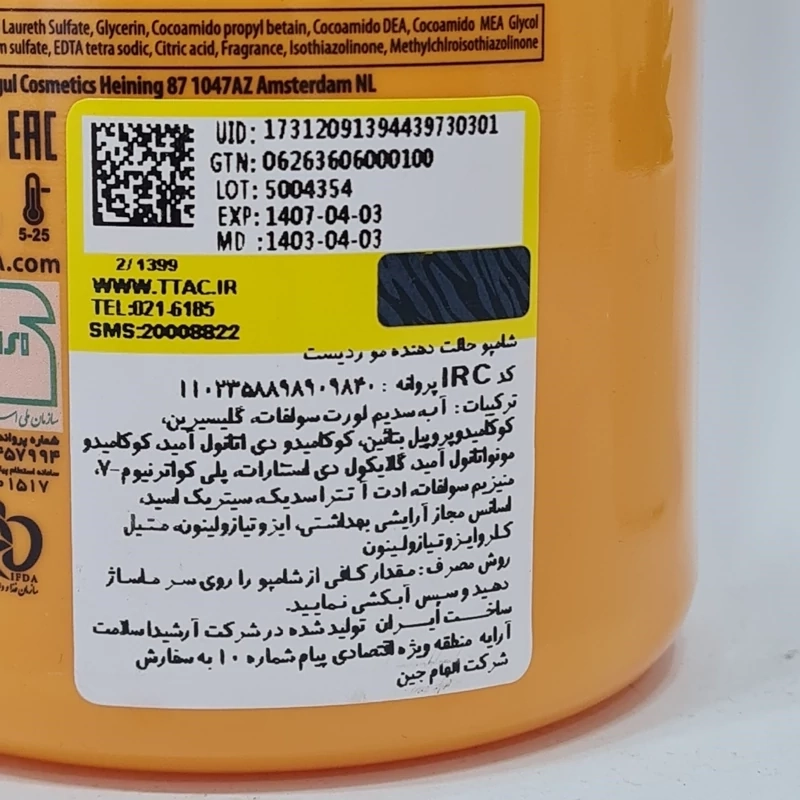 Laureth Sulfate, Glycerin, Cocoamido propyl betain, Cocoamido DEA, Cocoamido MEA Glycol
sulfate, EDTA tetra sodic, Citric acid, Fragrance, Isothiazolinone, Methylchlroisothiazolinone
Cosmetics Heining 87 1047AZ Amsterdam NL
EAC
5-25
.com
UID: 17312091394439730301
GTN: 06263606000100
LOT: 5004354
EXP: 1407-04-03
MD : 1403-04-03
2/ 1399
WWW.TTAC.IR
TEL:021-6185
SMS:20008822
شامپو حالت دهنده مو ردیست
کد IRC پروانه : ۱۱۰۲۳۵۸۸۹۸۹۰۹۸۴۰
ترکیبات: آب، سدیم لورت سولفات، گلیسیرین،
کوکامیدوپروپیل بتائین، کوکامیدو دی اتانول آمید، کوکامیدو
مونواتانول آمید، گلایکول دی استئارات، پلی کواترنیوم-۷،
منیزیم سولفات، ادت آ تترا سدیک، سیتریک اسید،
اسانس مجاز آرایشی بهداشتی، ایزوتیازولینون، متیل
کلروایزوتیازولینون
روش مصرف: مقدار کافی از شامپو را روی سر ماساژ
دهید و سپس آبکشی نمایید.
ساخت ایران تولید شده در شرکت آرشیدا سلامت
آرایه منطقه ویژه اقتصادی پیام شماره ۱۰ به سفارش
شرکت الهام جین
شماره پروانه
۴۵۷۹۹۴
۰۱۵۱۷
IFDA